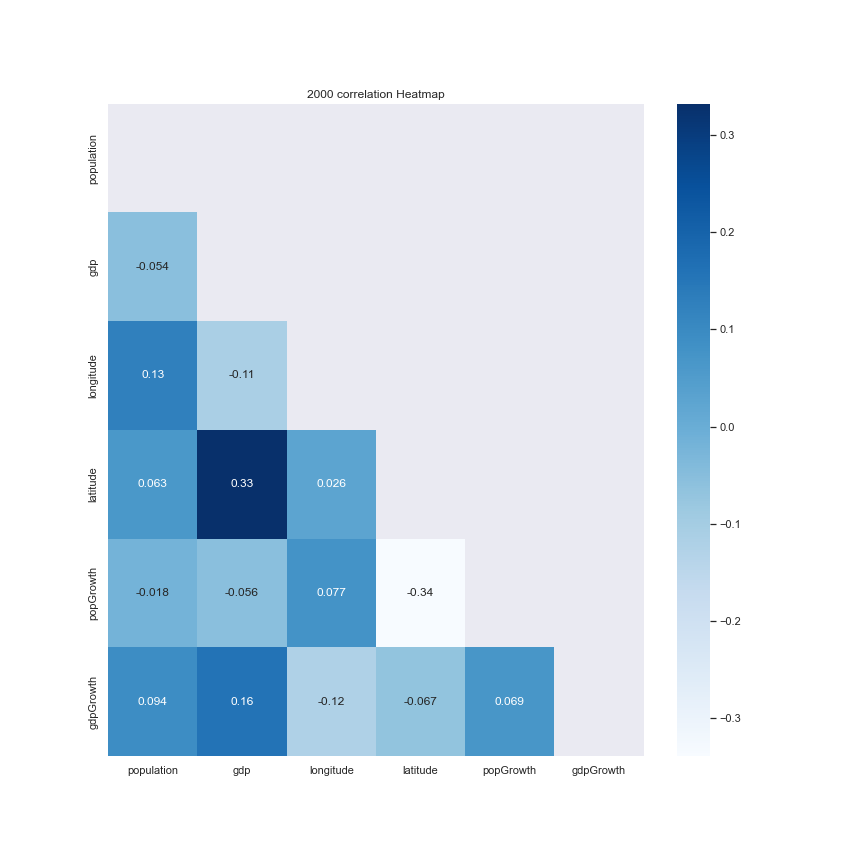 2000 correlation Heatmap
population
gdp
-0.054
longitude
0.13 -0.11
latitude
0.063 0.33 0.026
popGrowth
-0.018 -0.056 0.077 -0.34
gdpGrowth
0.094 0.16 -0.12 -0.067 0.069
population gdp longitude latitude popGrowth gdpGrowth
0.3
0.2
0.1
0.0
−0.1
−0.2
−0.3